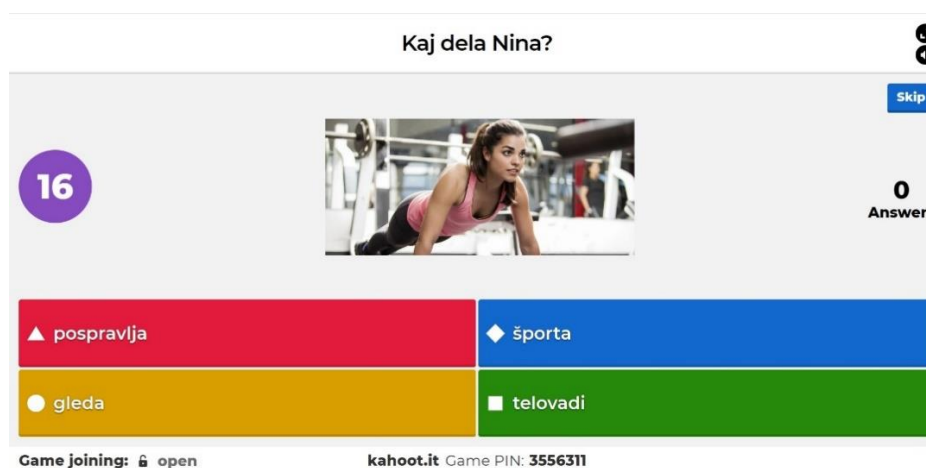 Kaj dela Nina?
Skip
16
0
Answer
pospravlja
športa
gleda
telovadi
Game joining: open
kahoot.it Game PIN: 3556311